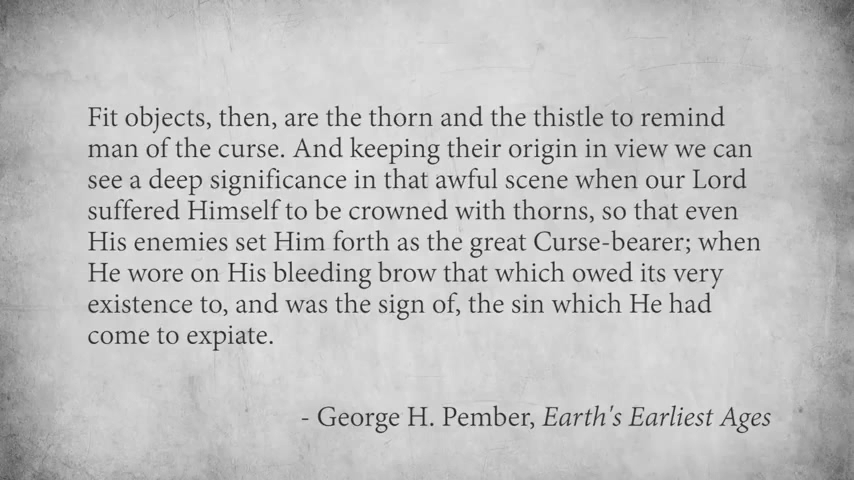 Fit objects, then, are the thorn and the thistle to remind
man of the curse. And keeping their origin in view we can
see a deep significance in that awful scene when our Lord
suffered Himself to be crowned with thorns, so that even
His enemies set Him forth as the great Curse-bearer; when
He wore on His bleeding brow that which owed its very
existence to, and was the sign of, the sin which He had
come to expiate.
- George H. Pember, Earth's Earliest Ages